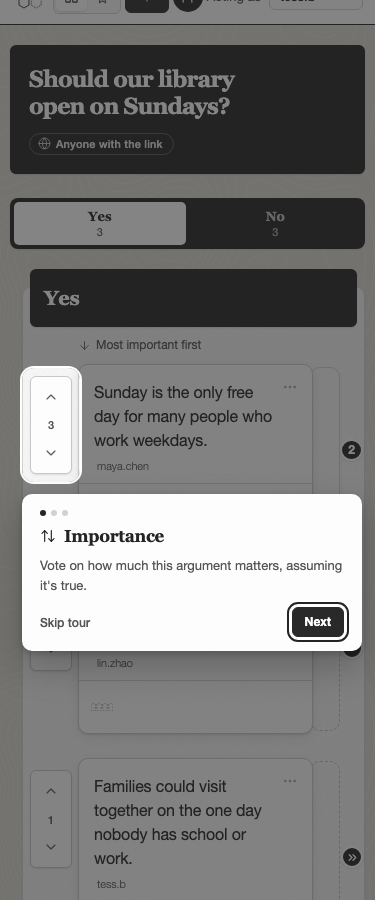 Should our library
open on Sundays?
Anyone with the link
Yes
3
No
3
Yes
Most important first
3
Sunday is the only free
day for many people who
work weekdays.
maya.chen
2
Importance
Vote on how much this argument matters, assuming
it's true.
Skip tour
Next
lin.zhao
1
Families could visit
together on the one day
nobody has school or
work.
tess.b